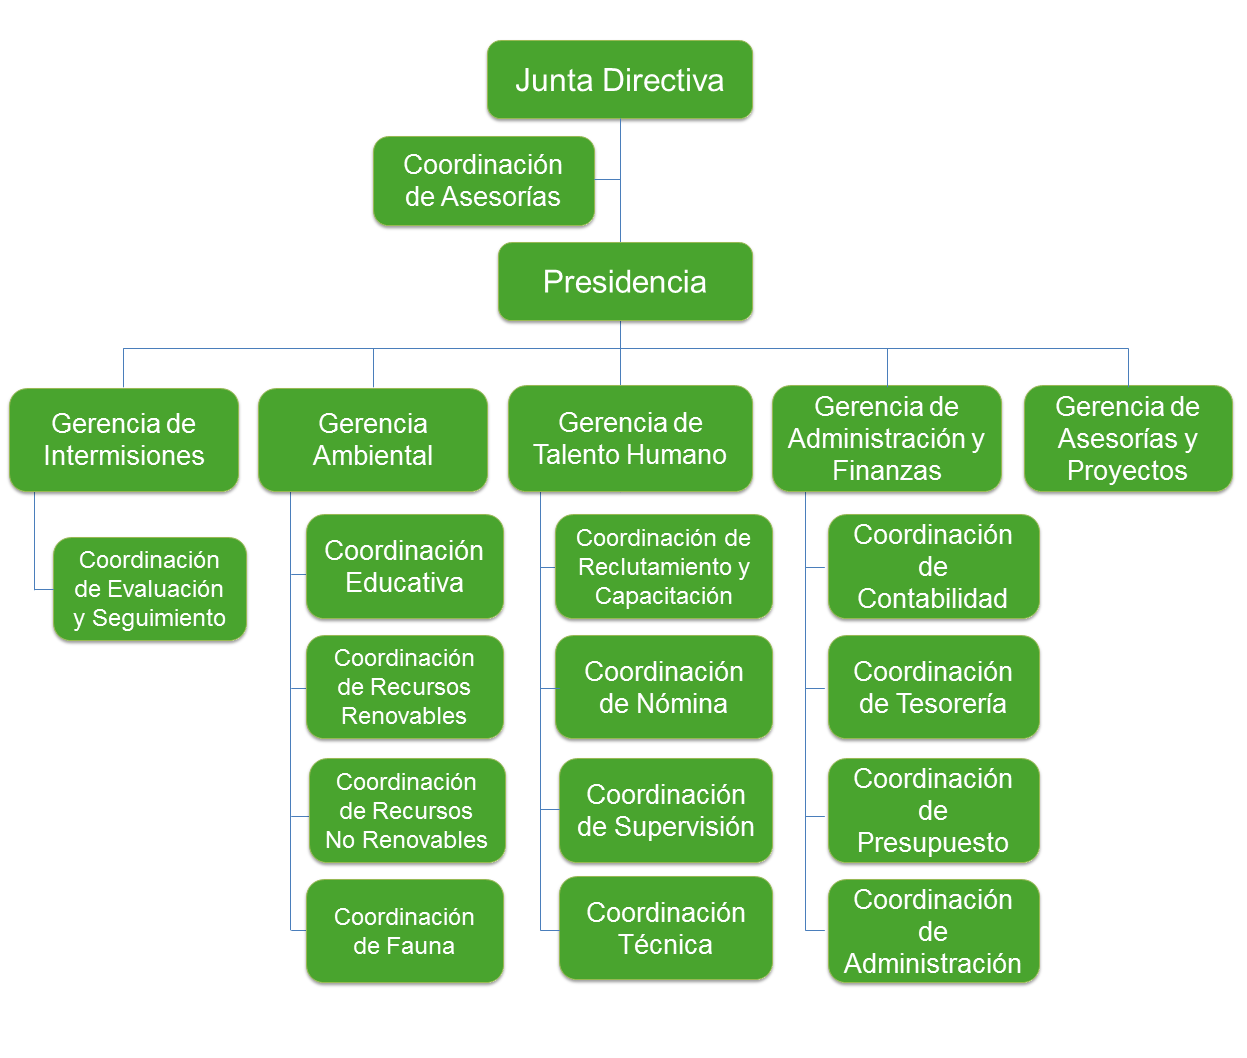 Junta Directiva
Coordinación
de Asesorías
Presidencia
Gerencia de
Intermisiones
Gerencia
Ambiental
Gerencia de
Talento Humano
Gerencia de
Administración y
Finanzas
Gerencia de
Asesorías y
Proyectos
Coordinación
de Evaluación
y Seguimiento
Coordinación
Educativa
Coordinación
de Recursos
Renovables
Coordinación
de Recursos
No Renovables
Coordinación
de Fauna
Coordinación de
Reclutamiento y
Capacitación
Coordinación
de Nómina
Coordinación
de Supervisión
Coordinación
Técnica
Coordinación
de
Contabilidad
Coordinación
de Tesorería
Coordinación
de
Presupuesto
Coordinación
de
Administración